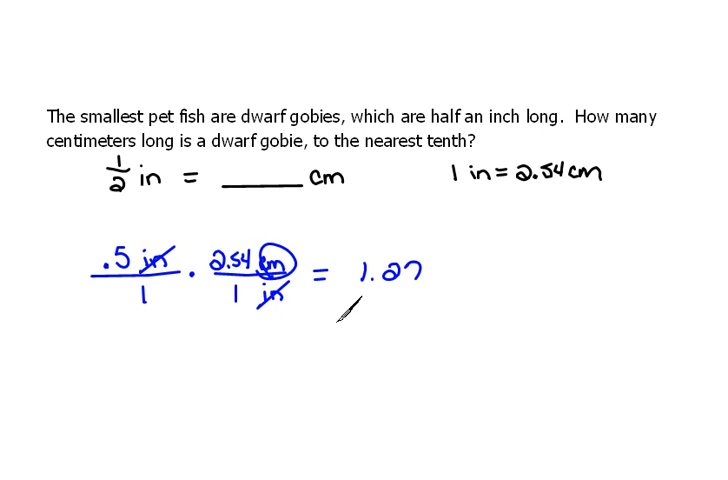 The smallest pet fish are dwarf gobies, which are half an inch long. How many
centimeters long is a dwarf gobie, to the nearest tenth?
1/2 in = ______ cm 1 in = 2.54 cm
.5 in/1 . 2.54 cm/1 in = 1.27